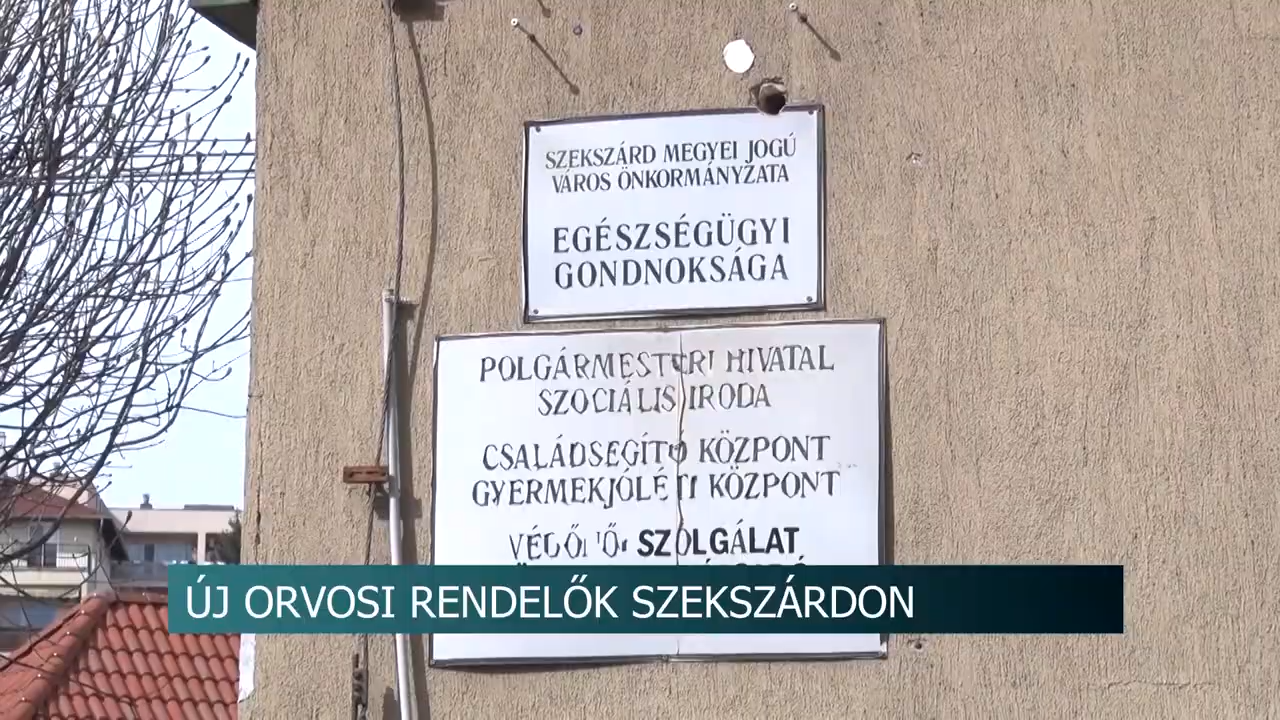 SZEKSZÁRD MEGYEI JOGÚ
VÁROS ÖNKORMÁNYZATA
EGÉSZSÉGÜGYI
GONDNOKSÁGA
POLGÁRMESTERI HIVATAL
SZOCIÁLIS IRODA
CSALÁDSEGÍTŐ KÖZPONT
GYERMEKJÓLÉTI KÖZPONT
VÉDŐNŐI SZOLGÁLAT
ÚJ ORVOSI RENDELŐK SZEKSZÁRDON